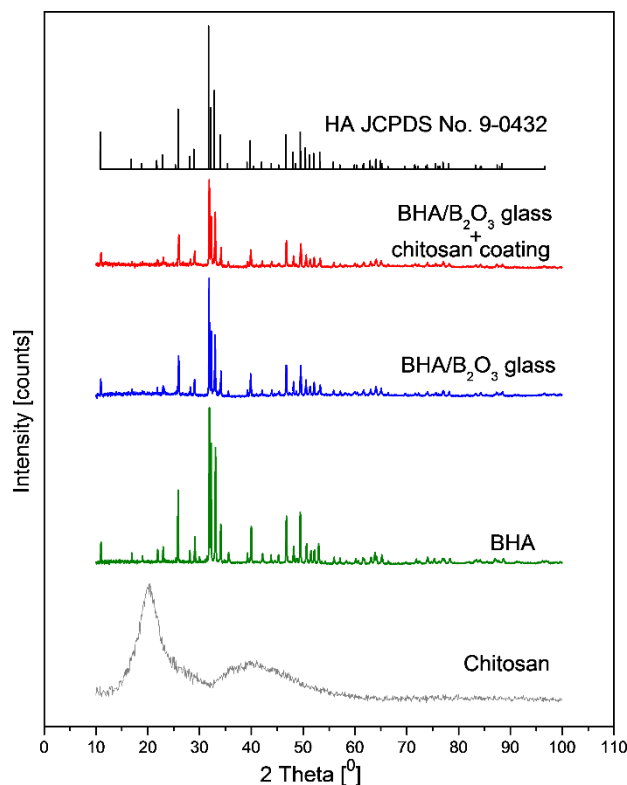 HA JCPDS No. 9-0432
BHA/B₂O₃ glass
+
chitosan coating
BHA/B₂O₃ glass
BHA
Chitosan
Intensity [counts]
0 10 20 30 40 50 60 70 80 90 100 110
2 Theta [⁰]